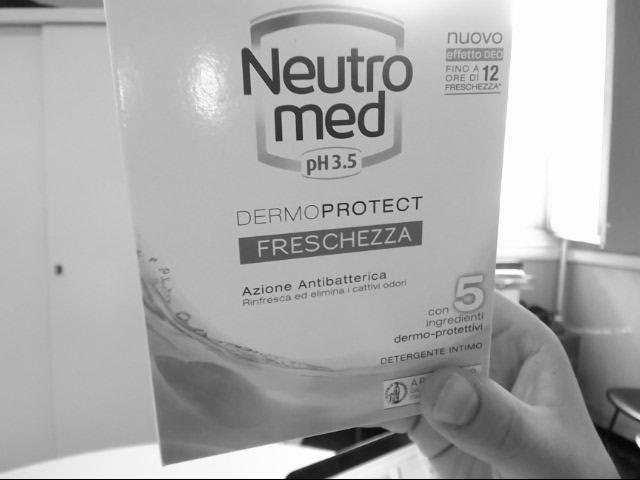 Neutro
med
pH 3.5
nuovo
effetto DEO
FINO A 12
ORE DI
FRESCHEZZA*
DERMOPROTECT
FRESCHEZZA
Azione Antibatterica
Rinfresca ed elimina i cattivi odori
con 5
ingredienti
dermo-protettivi
DETERGENTE INTIMO